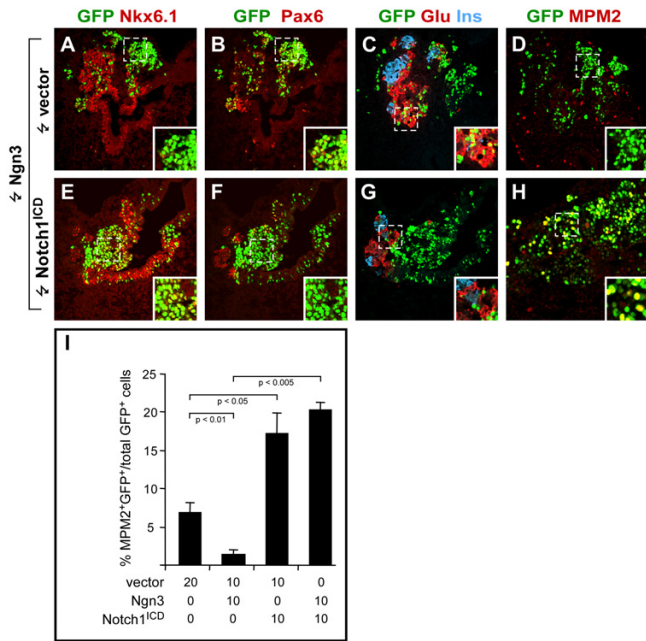 GFP Nkx6.1 GFP Pax6 GFP Glu Ins GFP MPM2
A B C D
E F G H
Ngn3
vector
Notch1ICD
I
% MPM2+GFP+/total GFP+ cells
p < 0.005
p < 0.05
p < 0.01
25
20
15
10
5
vector 20 10 10 0
Ngn3 0 10 0 10
Notch1ICD 0 0 10 10